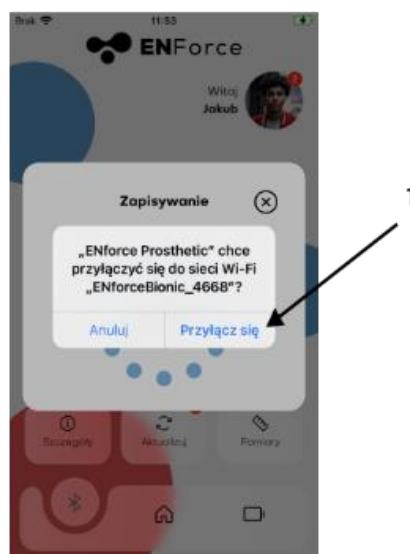 Brak 11:53
ENForce
Witaj
Jakub
Zapisywanie
„ENforce Prosthetic” chce
przyłączyć się do sieci Wi-Fi
„ENforceBionic_4668”?
Anuluj Przyłącz się
Szczegóły Aktualizuj Pomiary